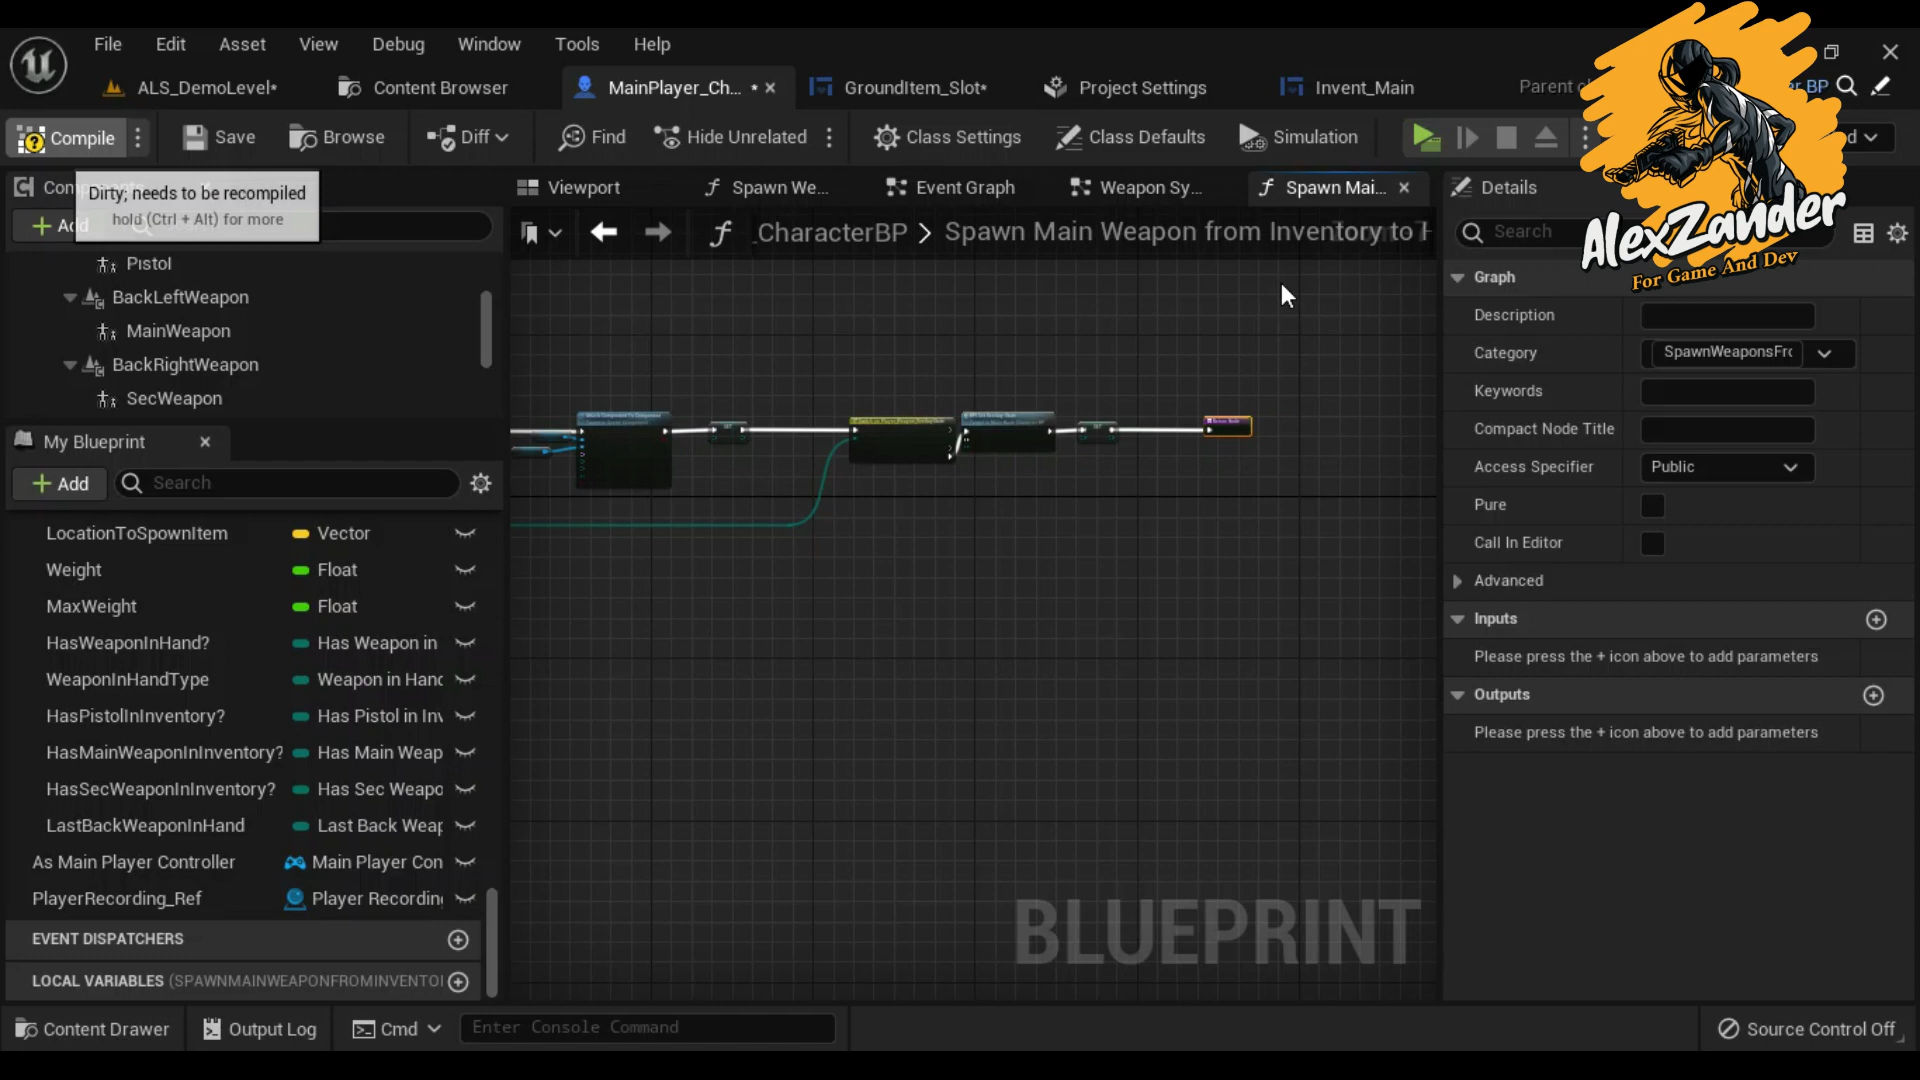 File Edit Asset View Debug Window Tools Help
ALS_DemoLevel* Content Browser MainPlayer_Ch... * GroundItem_Slot* Project Settings Invent_Main BP
Compile Save Browse Diff Find Hide Unrelated Class Settings Class Defaults Simulation
Dirty; needs to be recompiled
hold (Ctrl + Alt) for more
Viewport Spawn We... Event Graph Weapon Sy... Spawn Mai... Details
Add
_CharacterBP > Spawn Main Weapon from Inventory to
Search
AlexZander
For Game And Dev
Pistol
BackLeftWeapon
MainWeapon
BackRightWeapon
SecWeapon
My Blueprint
Add Search
LocationToSpawnItem Vector
Weight Float
MaxWeight Float
HasWeaponInHand? Has Weapon in
WeaponInHandType Weapon in Hand
HasPistolInInventory? Has Pistol in Inv
HasMainWeaponInInventory? Has Main Weap
HasSecWeaponInInventory? Has Sec Weapo
LastBackWeaponInHand Last Back Weap
As Main Player Controller Main Player Con
PlayerRecording_Ref Player Recording
EVENT DISPATCHERS
LOCAL VARIABLES (SPAWNMAINWEAPONFROMINVENTOI
BLUEPRINT
Graph
Description
Category SpawnWeaponsFrc
Keywords
Compact Node Title
Access Specifier Public
Pure
Call In Editor
Advanced
Inputs
Please press the + icon above to add parameters
Outputs
Please press the + icon above to add parameters
Content Drawer Output Log Cmd Enter Console Command Source Control Off